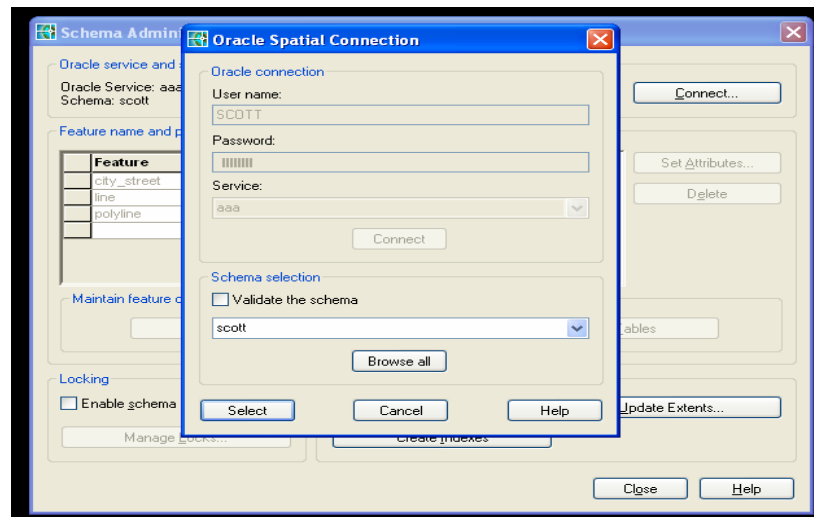 Schema Admini
Oracle Spatial Connection
Oracle service and s
Oracle Service: aaa
Schema: scott
Connect...
Feature name and p
Feature
city_street
line
polyline
Set Attributes...
Delete
Maintain feature c
ables
Locking
Enable schema
Manage Locks...
Update Extents...
Create Indexes
Close
Help
Oracle connection
User name:
SCOTT
Password:
Service:
aaa
Connect
Schema selection
Validate the schema
scott
Browse all
Select
Cancel
Help